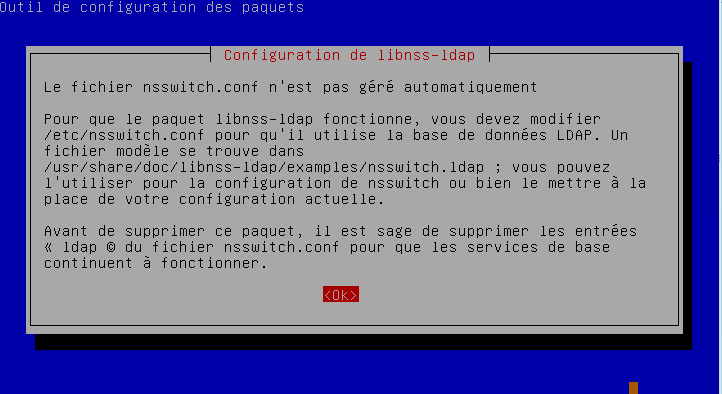 Outil de configuration des paquets
Configuration de libnss-ldap
Le fichier nsswitch.conf n'est pas géré automatiquement
Pour que le paquet libnss-ldap fonctionne, vous devez modifier
/etc/nsswitch.conf pour qu'il utilise la base de données LDAP. Un
fichier modèle se trouve dans
/usr/share/doc/libnss-ldap/examples/nsswitch.ldap ; vous pouvez
l'utiliser pour la configuration de nsswitch ou bien le mettre à la
place de votre configuration actuelle.
Avant de supprimer ce paquet, il est sage de supprimer les entrées
« ldap © du fichier nsswitch.conf pour que les services de base
continuent à fonctionner.
<Ok>